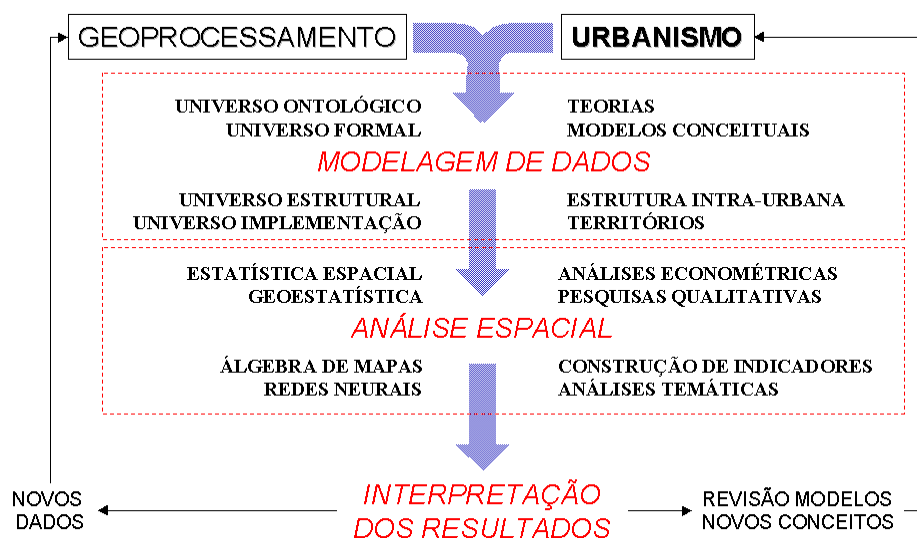 GEOPROCESSAMENTO
URBANISMO
UNIVERSO ONTOLÓGICO
UNIVERSO FORMAL
TEORIAS
MODELOS CONCEITUAIS
MODELAGEM DE DADOS
UNIVERSO ESTRUTURAL
UNIVERSO IMPLEMENTAÇÃO
ESTRUTURA INTRA-URBANA
TERRITÓRIOS
ESTATÍSTICA ESPACIAL
GEOESTATÍSTICA
ANÁLISES ECONOMÉTRICAS
PESQUISAS QUALITATIVAS
ANÁLISE ESPACIAL
ÁLGEBRA DE MAPAS
REDES NEURAIS
CONSTRUÇÃO DE INDICADORES
ANÁLISES TEMÁTICAS
NOVOS
DADOS
INTERPRETAÇÃO
DOS RESULTADOS
REVISÃO MODELOS
NOVOS CONCEITOS